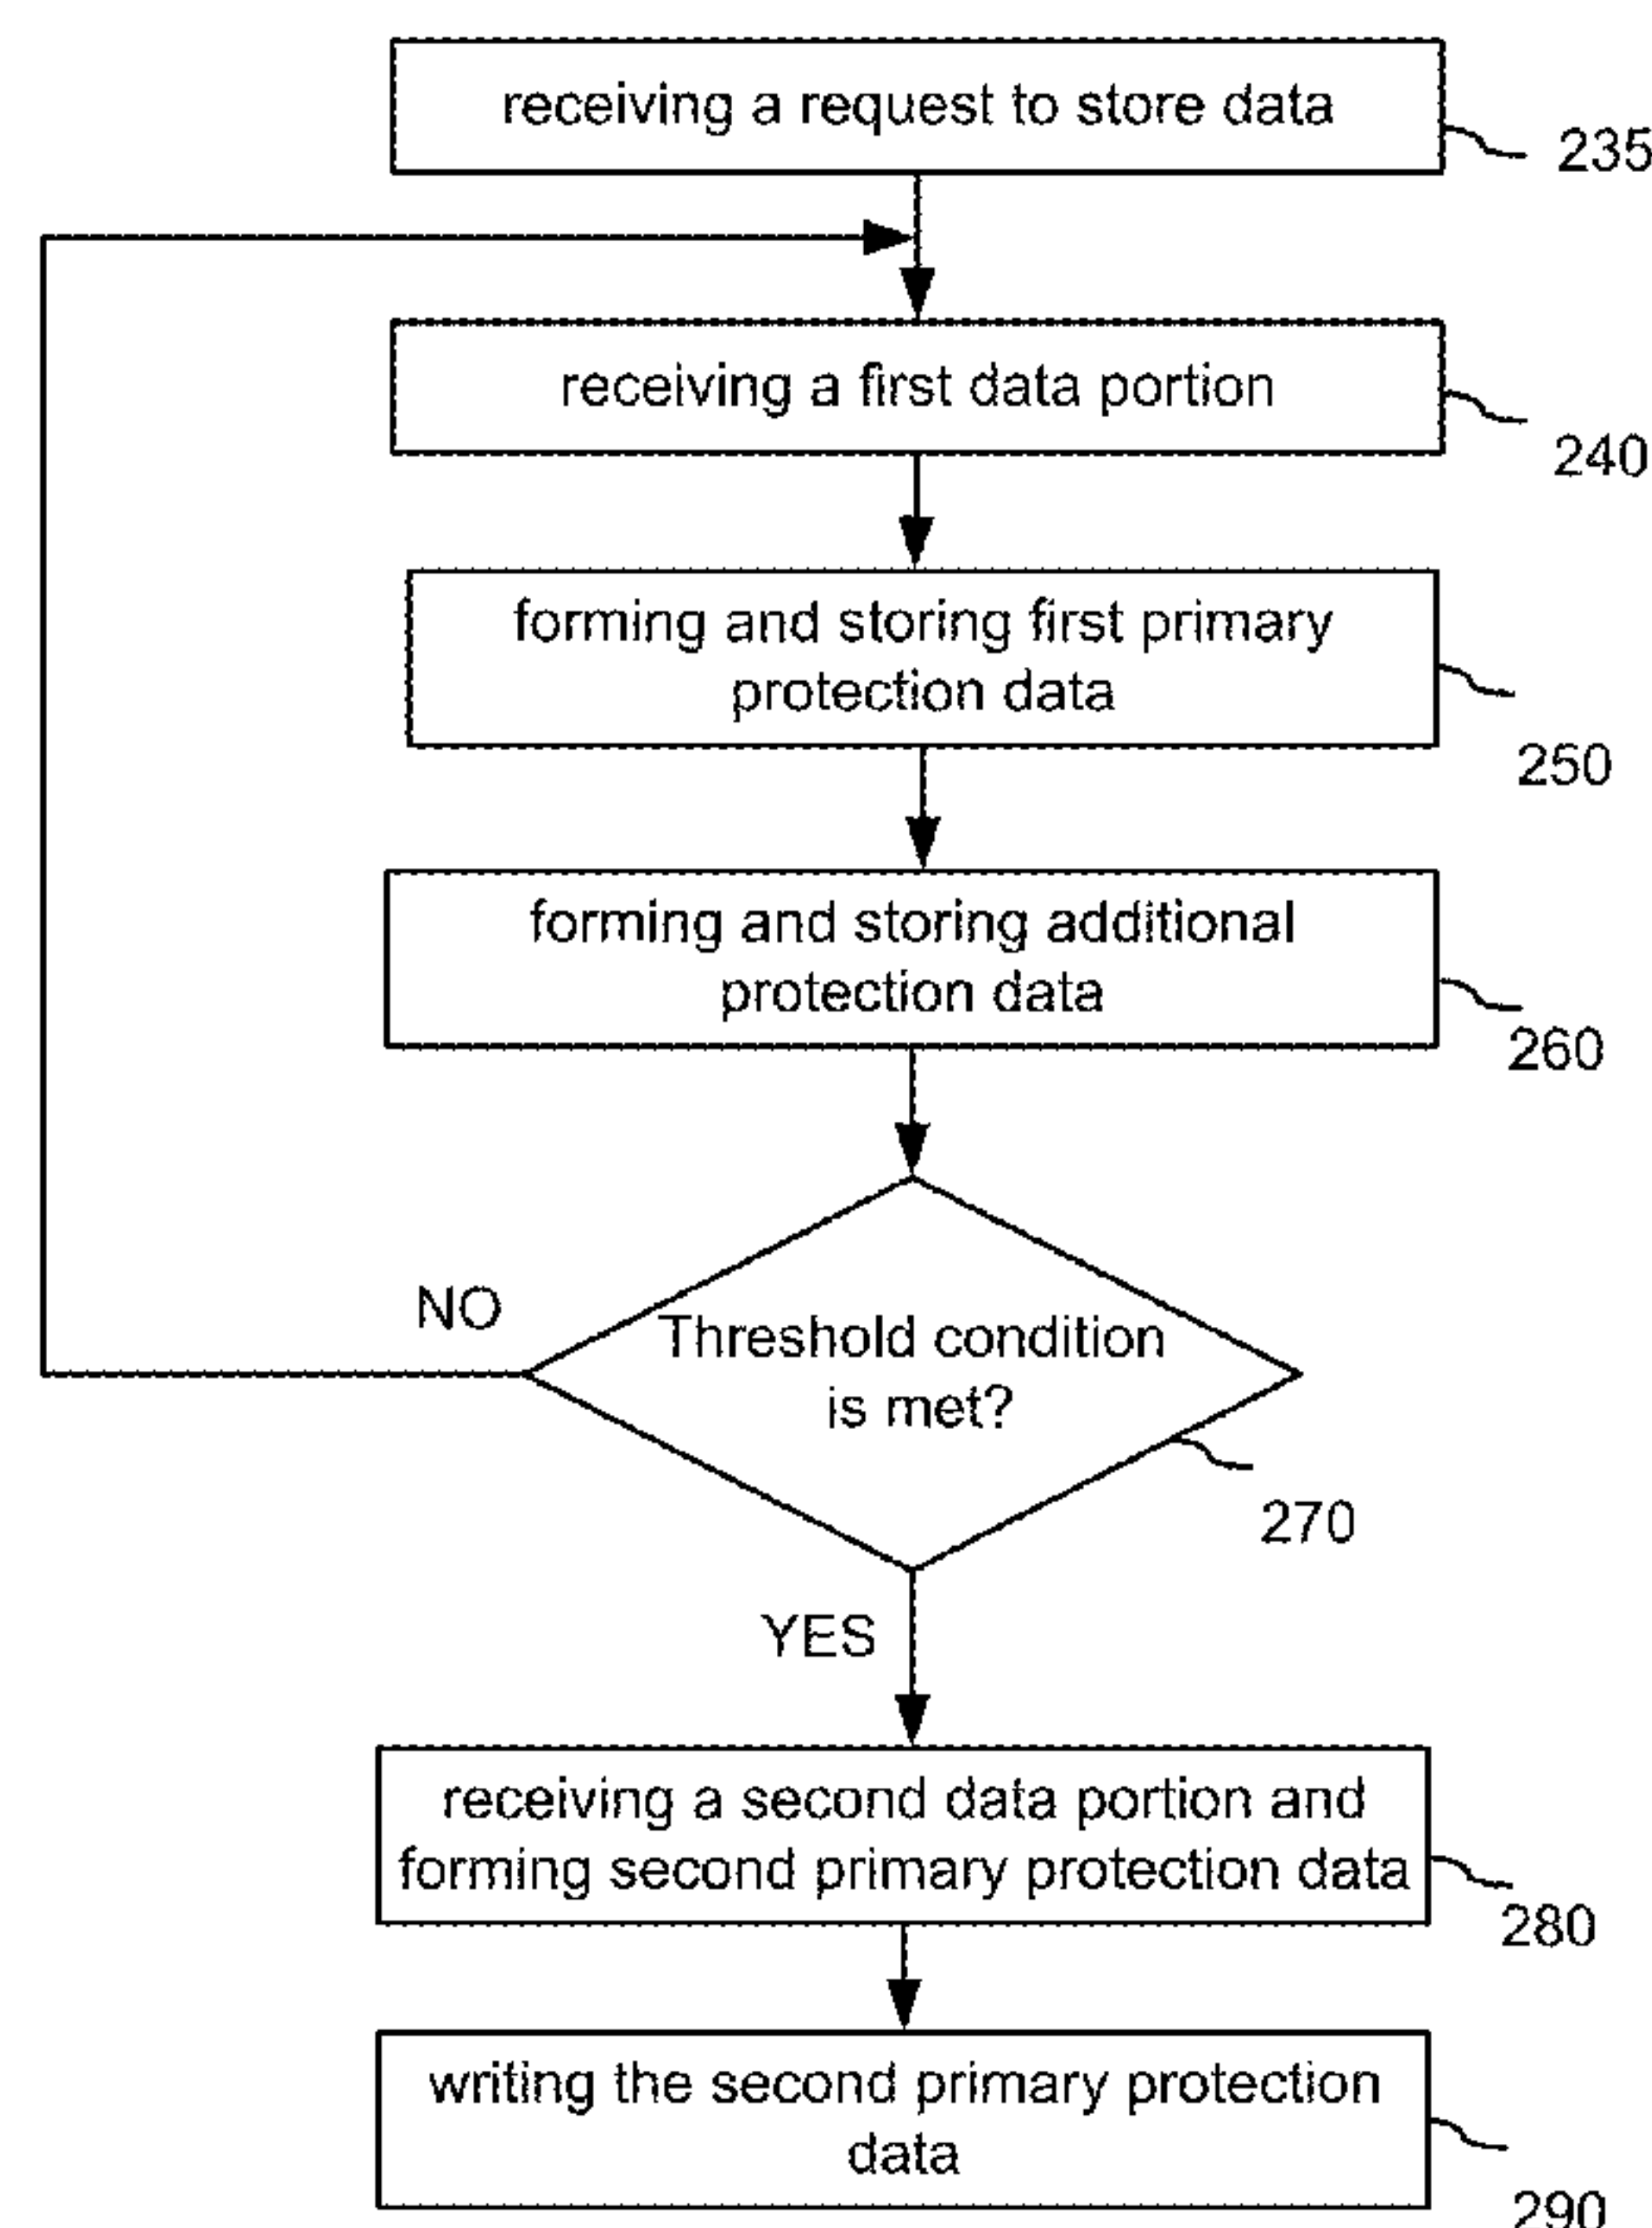 receiving a request to store data
235
receiving a first data portion
240
forming and storing first primary
protection data
250
forming and storing additional
protection data
260
NO
Threshold condition
is met?
270
YES
receiving a second data portion and
forming second primary protection data
280
writing the second primary protection
data
290